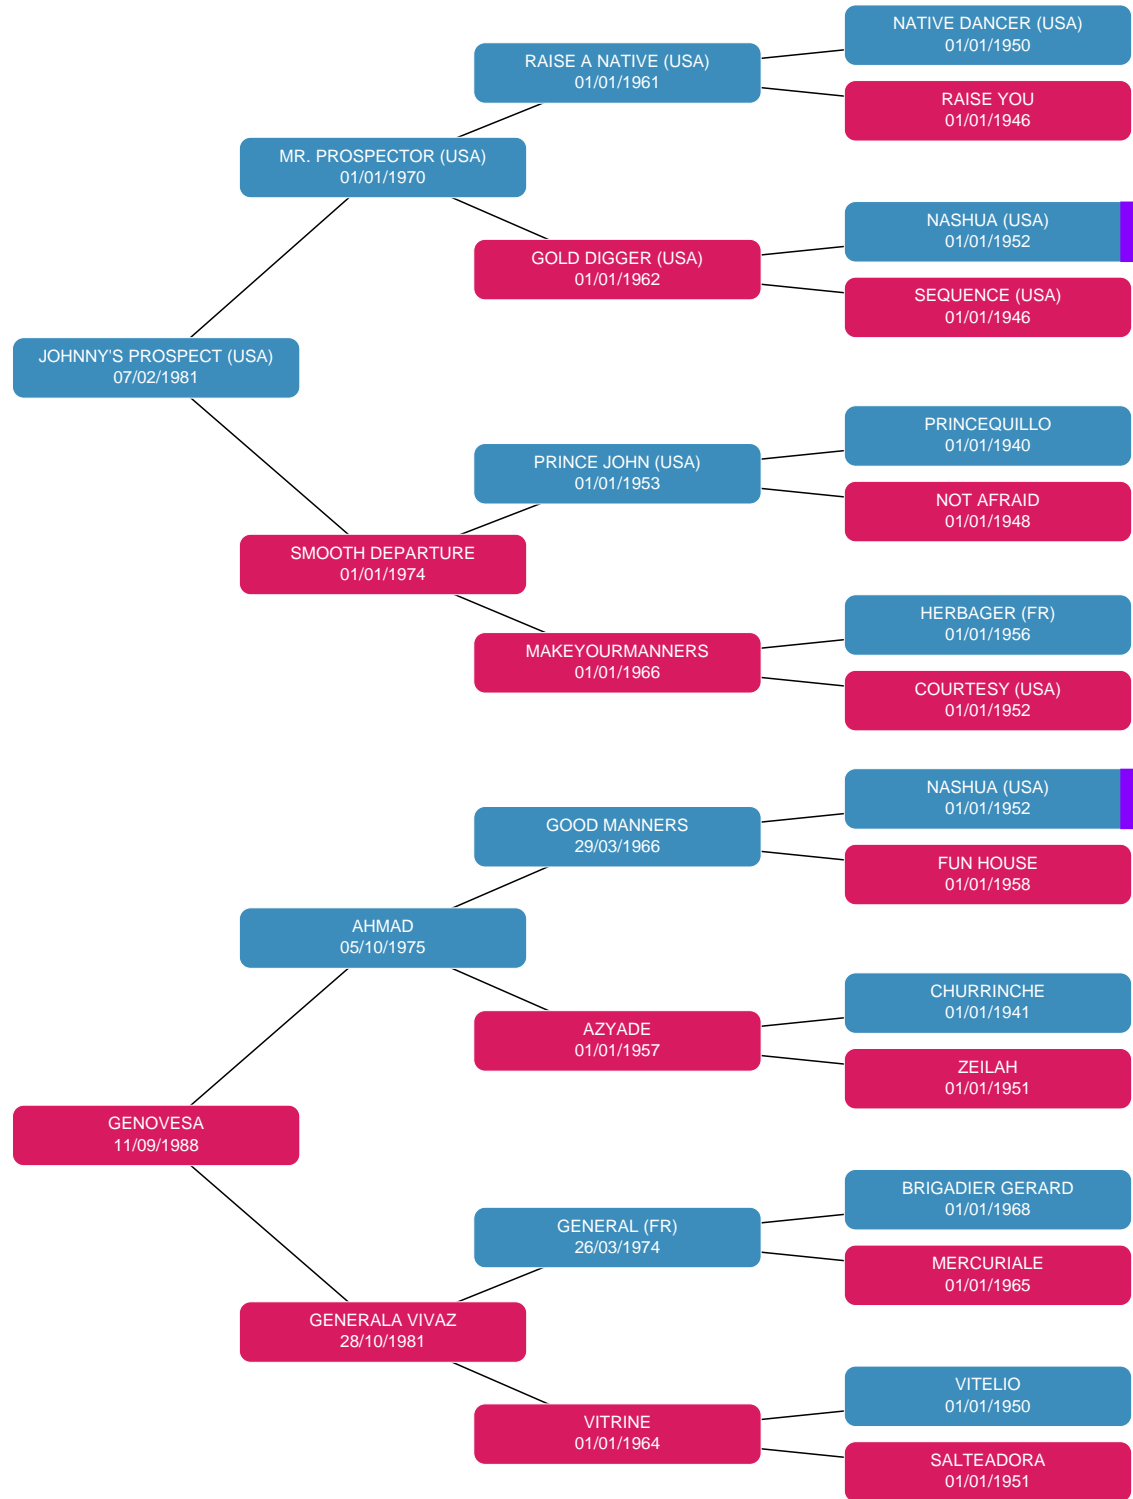 NATIVE DANCER (USA)
01/01/1950
RAISE A NATIVE (USA)
01/01/1961
RAISE YOU
01/01/1946
MR. PROSPECTOR (USA)
01/01/1970
NASHUA (USA)
01/01/1952
GOLD DIGGER (USA)
01/01/1962
SEQUENCE (USA)
01/01/1946
JOHNNY'S PROSPECT (USA)
07/02/1981
PRINCEQUILLO
01/01/1940
PRINCE JOHN (USA)
01/01/1953
NOT AFRAID
01/01/1948
SMOOTH DEPARTURE
01/01/1974
HERBAGER (FR)
01/01/1956
MAKEYOURMANNERS
01/01/1966
COURTESY (USA)
01/01/1952
NASHUA (USA)
01/01/1952
GOOD MANNERS
29/03/1966
FUN HOUSE
01/01/1958
AHMAD
05/10/1975
CHURRINCHE
01/01/1941
AZYADE
01/01/1957
ZEILAH
01/01/1951
GENOVESA
11/09/1988
BRIGADIER GERARD
01/01/1968
GENERAL (FR)
26/03/1974
MERCURIALE
01/01/1965
GENERALA VIVAZ
28/10/1981
VITELIO
01/01/1950
VITRINE
01/01/1964
SALTEADORA
01/01/1951